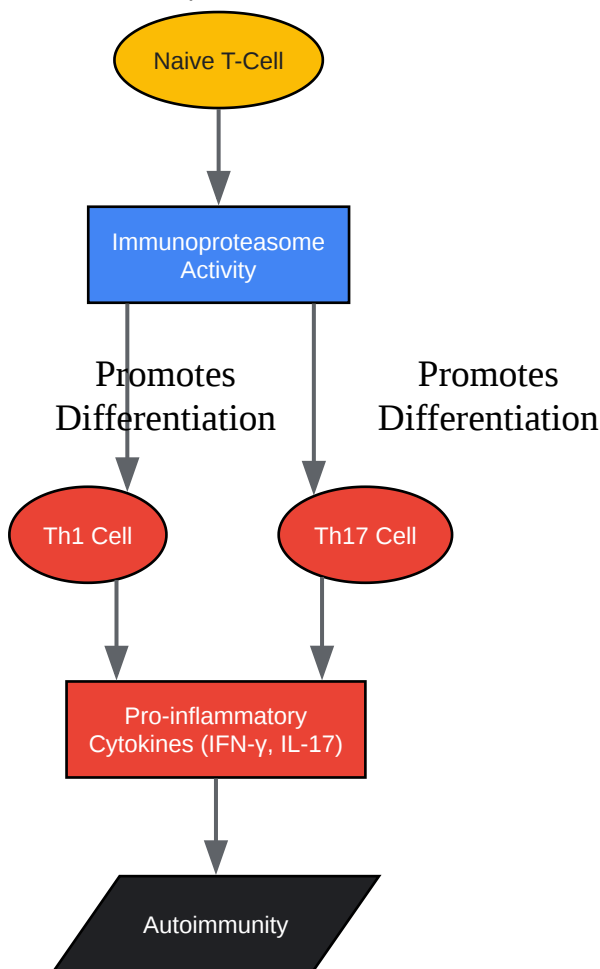 Naive T-Cell
Immunoproteasome
Activity
Promotes
Differentiation
Promotes
Differentiation
Th1 Cell
Th17 Cell
Pro-inflammatory
Cytokines (IFN-γ, IL-17)
Autoimmunity